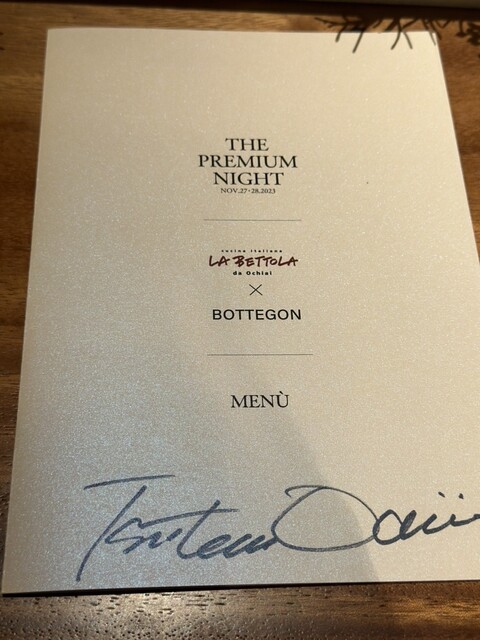 THE
PREMIUM
NIGHT
NOV.27・28.2023
cucina italiana
LA BETTOLA
da Ochiai
×
BOTTEGON
MENÙ